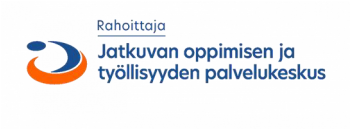 Rahoittaja
Jatkuvan oppimisen ja
työllisyyden palvelukeskus